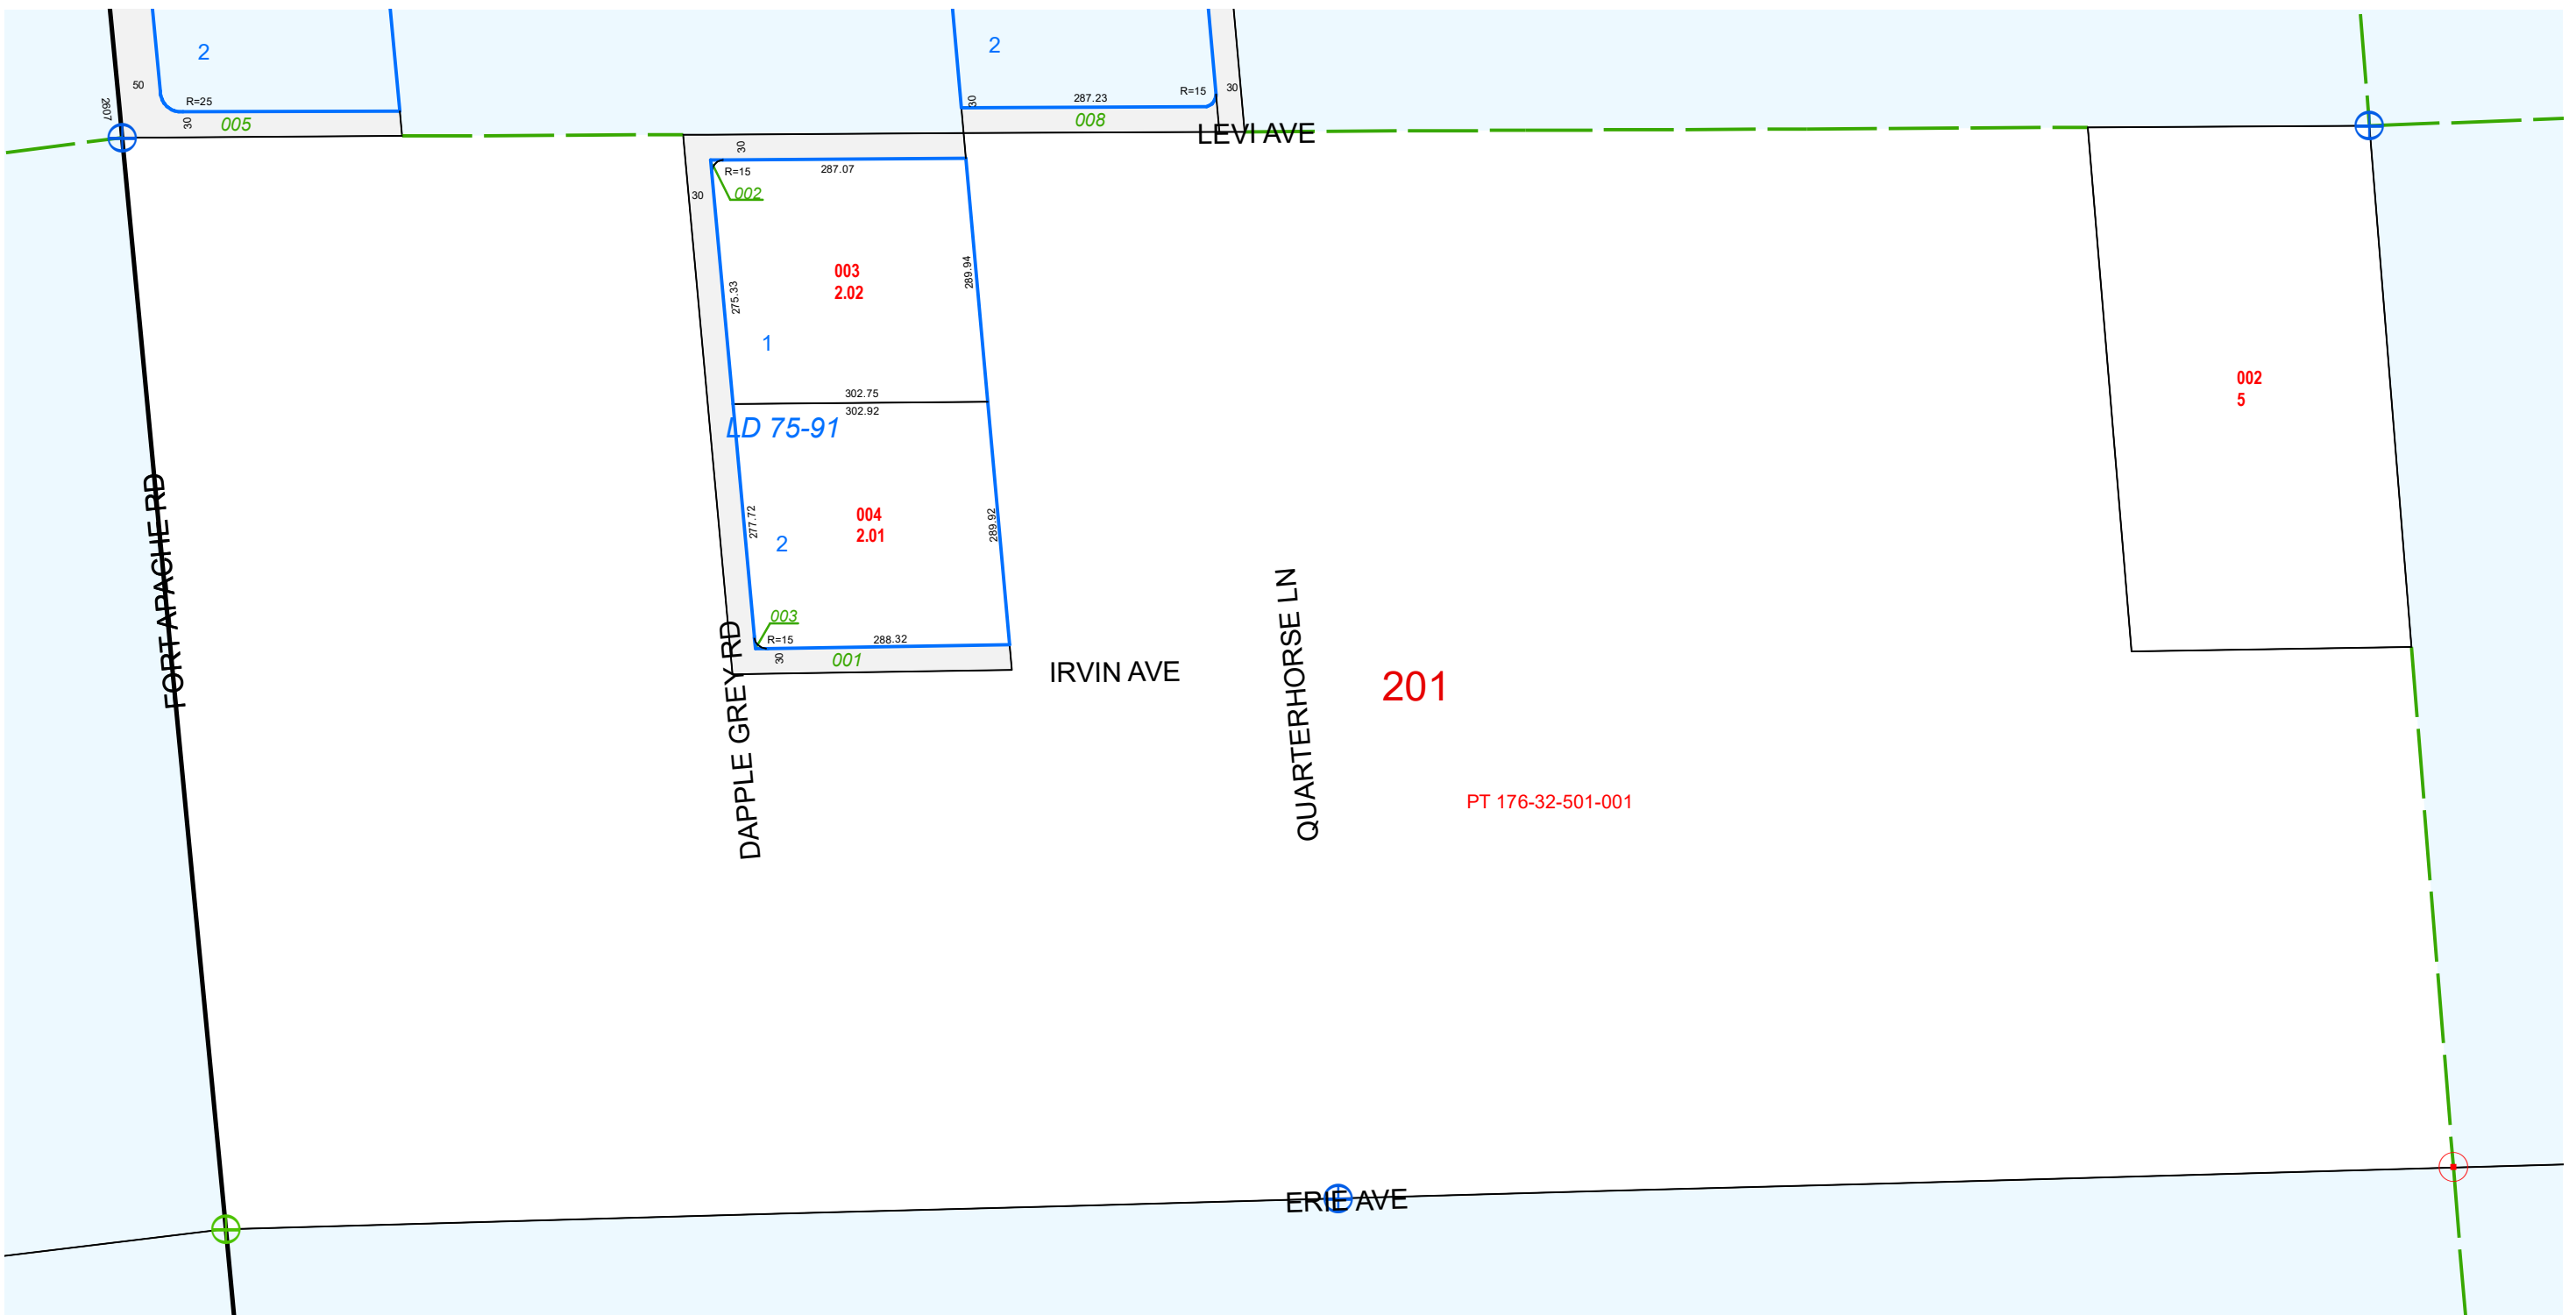 2
2
50
2607
R=25
30
005
30
287.23
R=15
30
008
LEVI AVE
30
R=15
287.07
002
30
003
2.02
275.33
289.94
1
302.75
302.92
LD 75-91
002
5
004
2.01
277.72
289.92
2
003
R=15
288.32
30
001
FORT APACHE RD
DAPPLE GREY RD
IRVIN AVE
QUARTERHORSE LN
201
PT 176-32-501-001
ERIE AVE